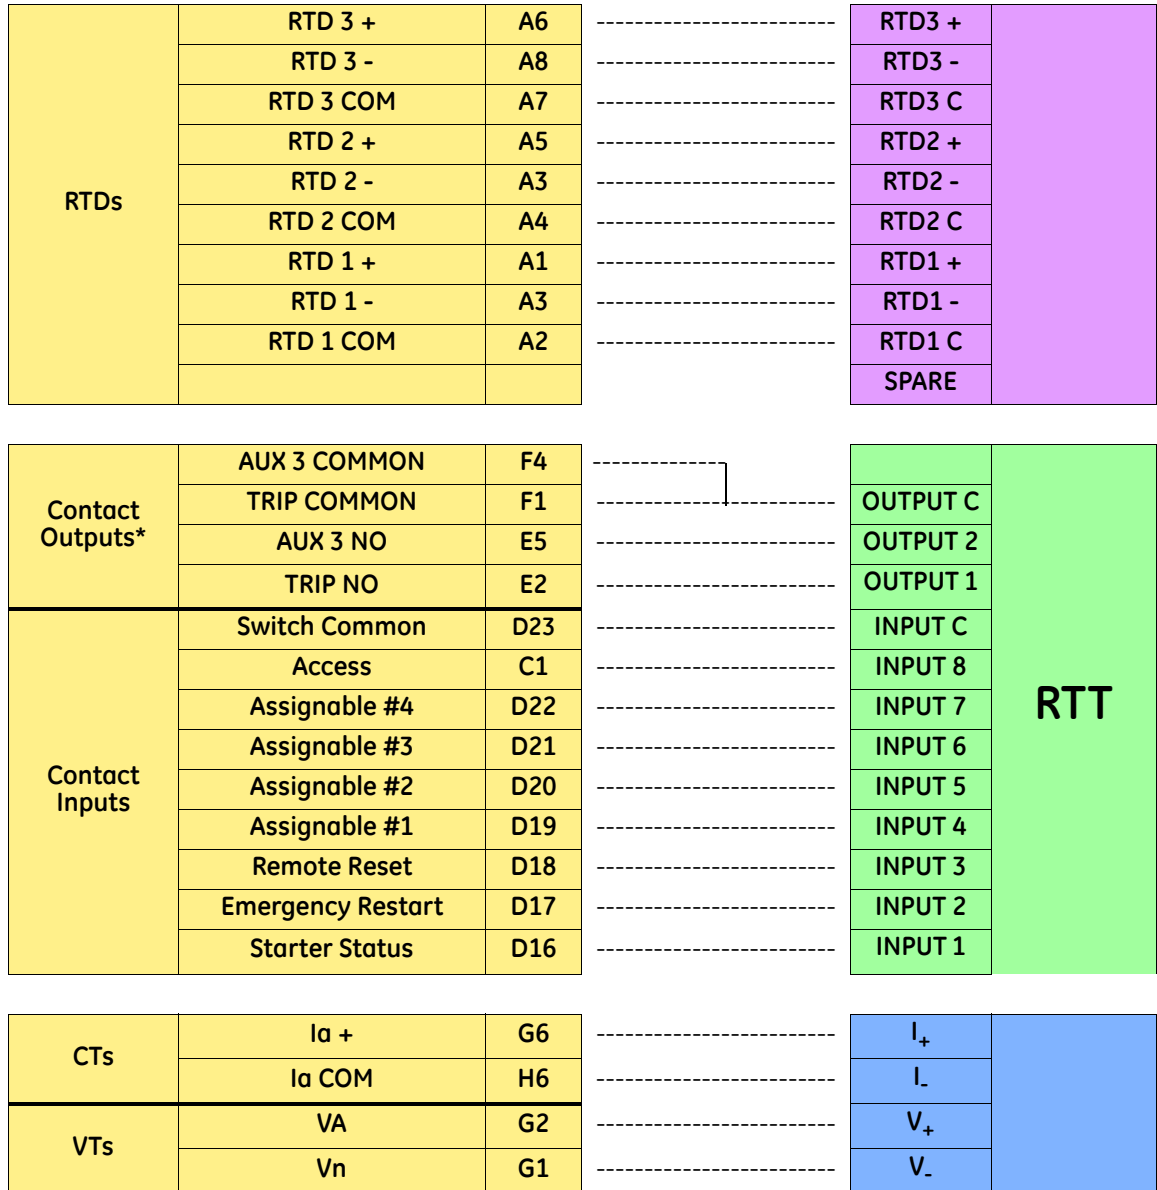 RTD 3 + A6 RTD3 +
RTD 3 - A8 RTD3 -
RTD 3 COM A7 RTD3 C
RTD 2 + A5 RTD2 +
RTDs RTD 2 - A3 RTD2 -
RTD 2 COM A4 RTD2 C
RTD 1 + A1 RTD1 +
RTD 1 - A3 RTD1 -
RTD 1 COM A2 RTD1 C
SPARE
Contact Outputs*
AUX 3 COMMON F4
TRIP COMMON F1 OUTPUT C
AUX 3 NO E5 OUTPUT 2
TRIP NO E2 OUTPUT 1
Contact Inputs
Switch Common D23 INPUT C
Access C1 INPUT 8
Assignable #4 D22 INPUT 7 RTT
Assignable #3 D21 INPUT 6
Assignable #2 D20 INPUT 5
Assignable #1 D19 INPUT 4
Remote Reset D18 INPUT 3
Emergency Restart D17 INPUT 2
Starter Status D16 INPUT 1
CTs
Ia + G6 I+
Ia COM H6 I-
VTs
VA G2 V+
Vn G1 V-